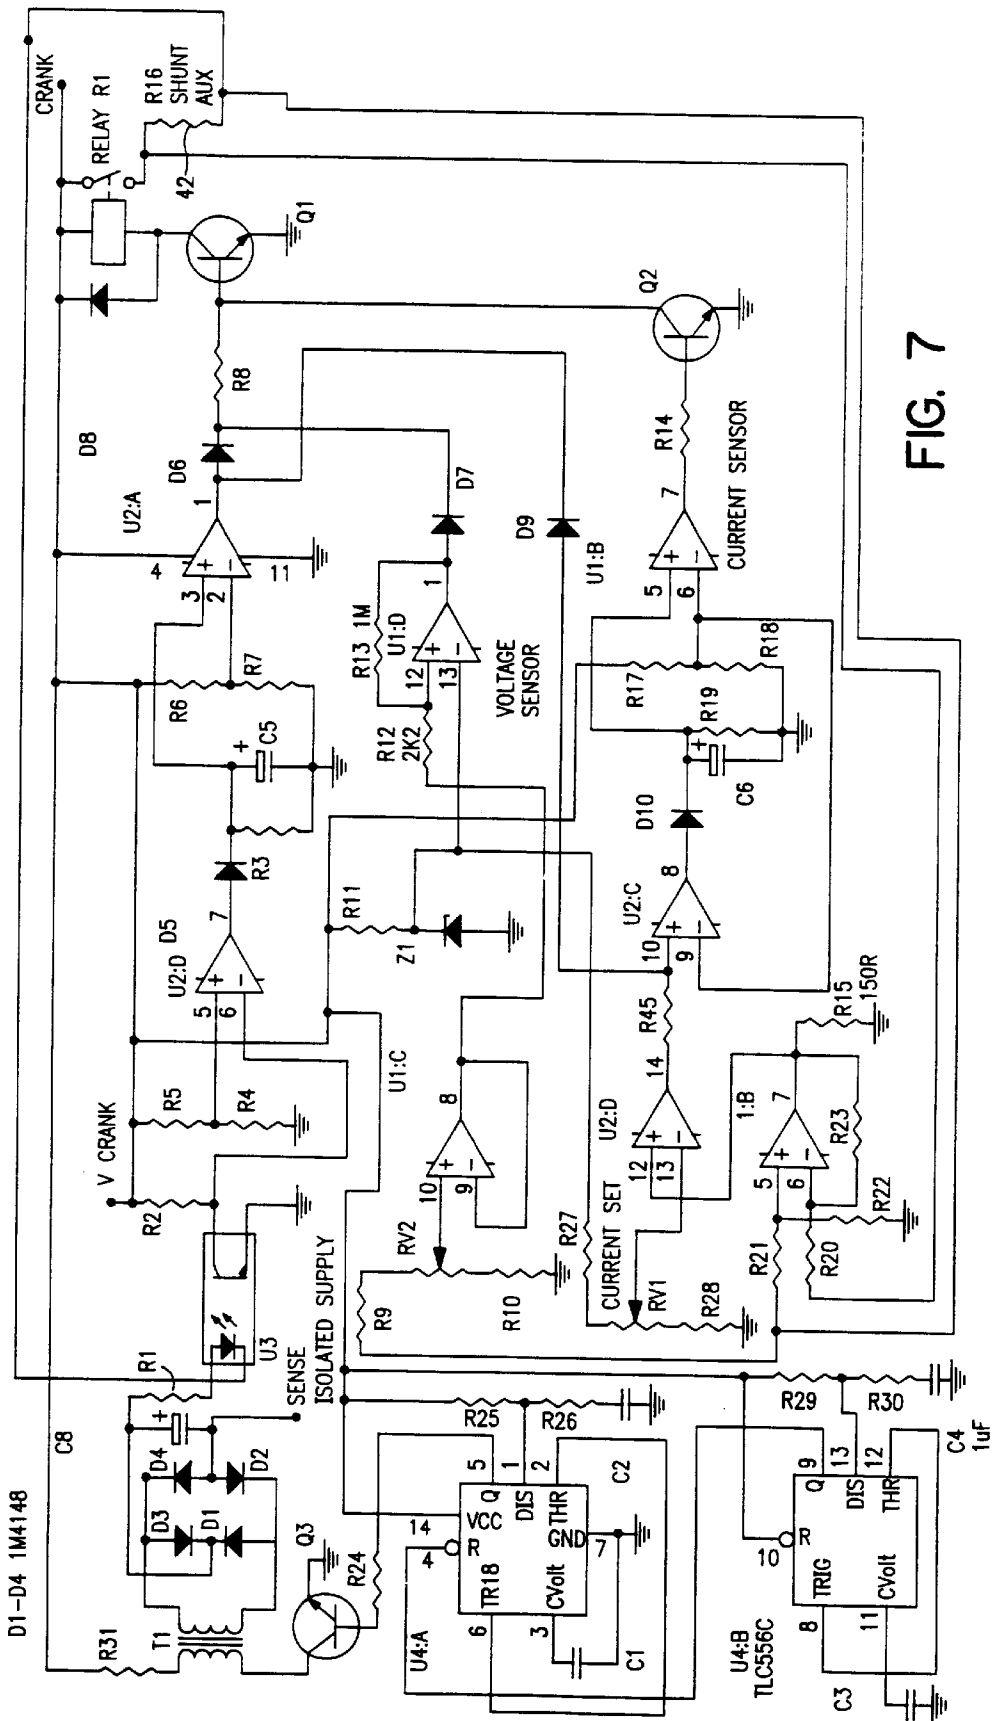 D1-D4 1M4148
R31
T1
D3
D4
D1
D2
C8
R1
U3
SENSE
ISOLATED SUPPLY
Q3
R24
V CRANK
R2
R5
R4
5
6
U2:D
D5
7
R3
C5
+
R6
R7
3
2
4
11
U2:A
1
D6
D8
R8
CRANK
RELAY R1
R16
SHUNT
AUX
42
Q1
Q2
R11
Z1
U1:C
8
10
9
RV2
R9
R10
R12
2K2
R13 1M
U1:D
12
13
1
VOLTAGE
SENSOR
D7
D9
U1:B
5
6
7
CURRENT SENSOR
R14
R17
R18
R19
C6
+
D10
U2:C
10
9
8
R45
U2:D
14
12
13
CURRENT SET
R27
RV1
R28
1:B
7
5
6
R15
150R
R23
R22
R21
R20
U4:A
14
4
6
3
5
1
2
7
VCC
R
TR18
CVolt
Q
DIS
THR
GND
C1
C2
R25
R26
R29
R30
U4:B
TLC556C
10
8
11
9
13
12
R
TRIG
CVolt
Q
DIS
THR
C3
C4
1uF
FIG. 7